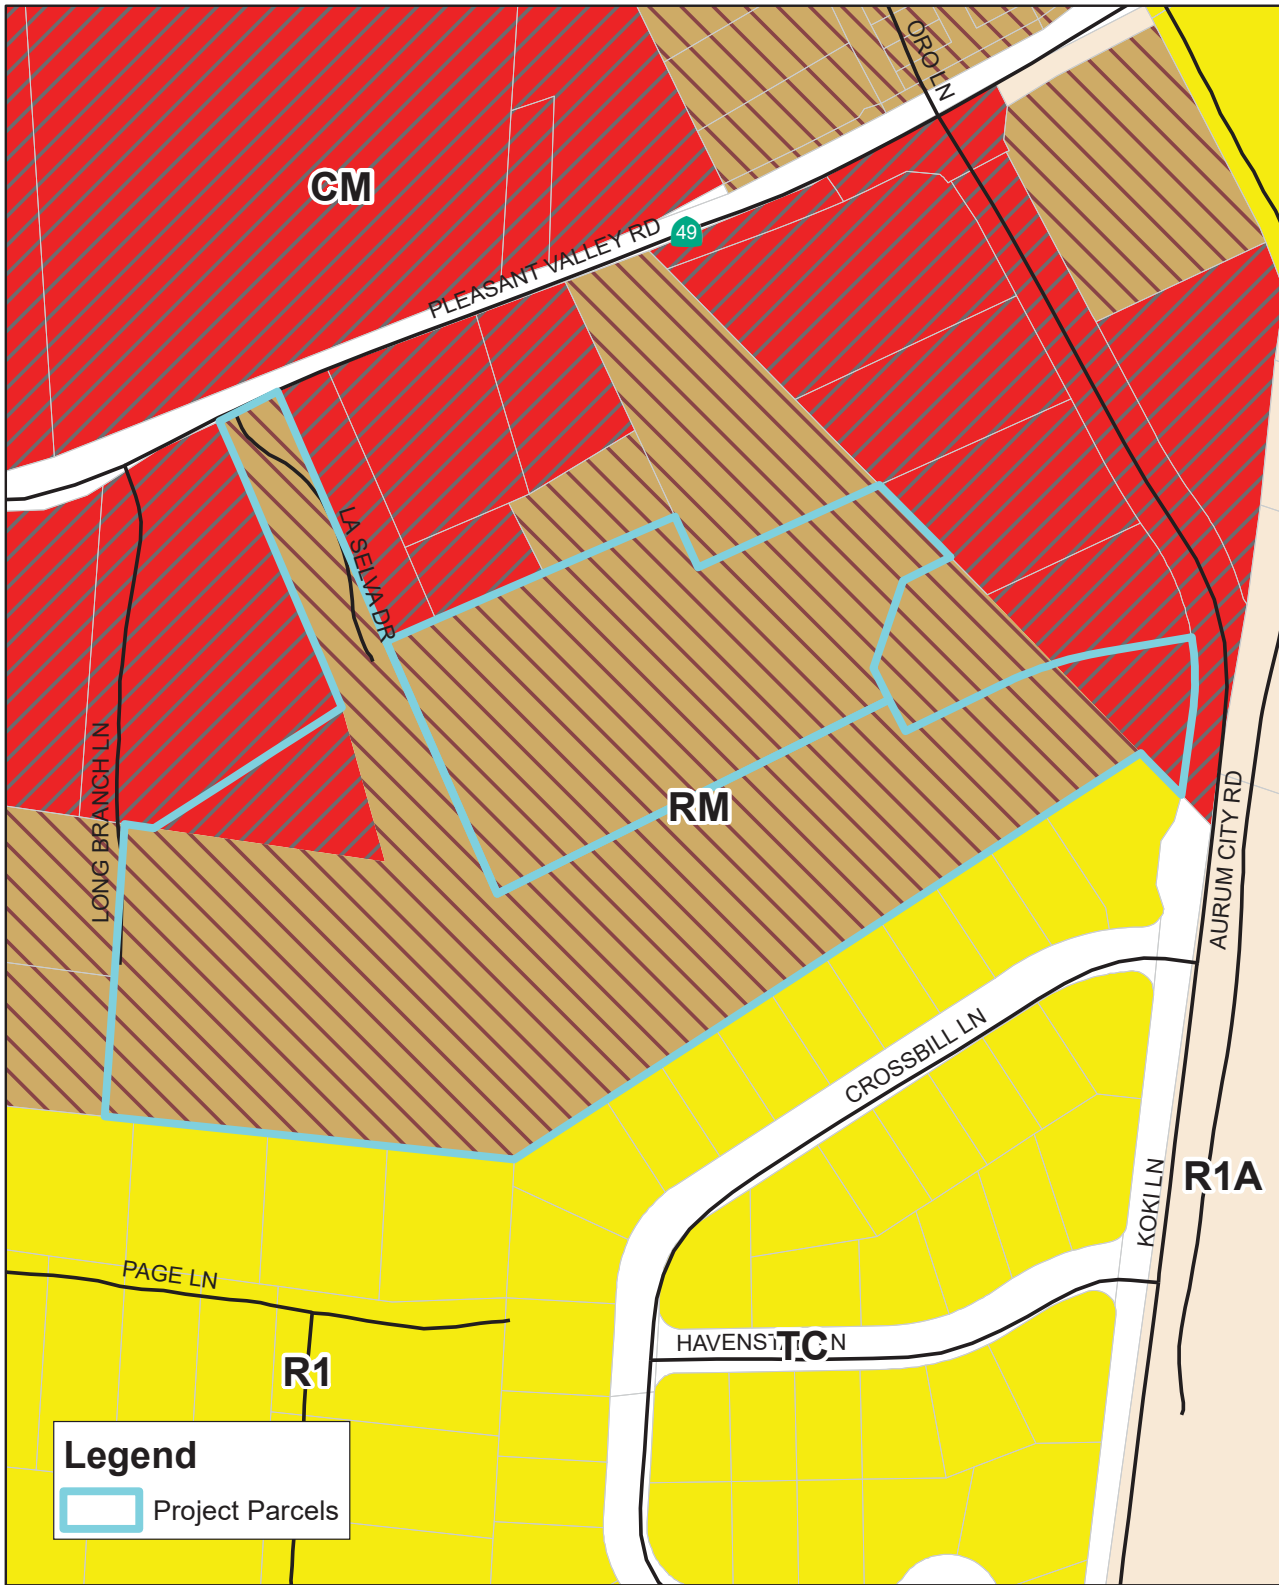 ORO LN
CM
PLEASANT VALLEY RD
49
LA SELVA DR
LONG BRANCH LN
RM
AURUM CITY RD
CROSSBILL LN
KOKI LN
R1A
PAGE LN
TC
R1
Legend
Project Parcels